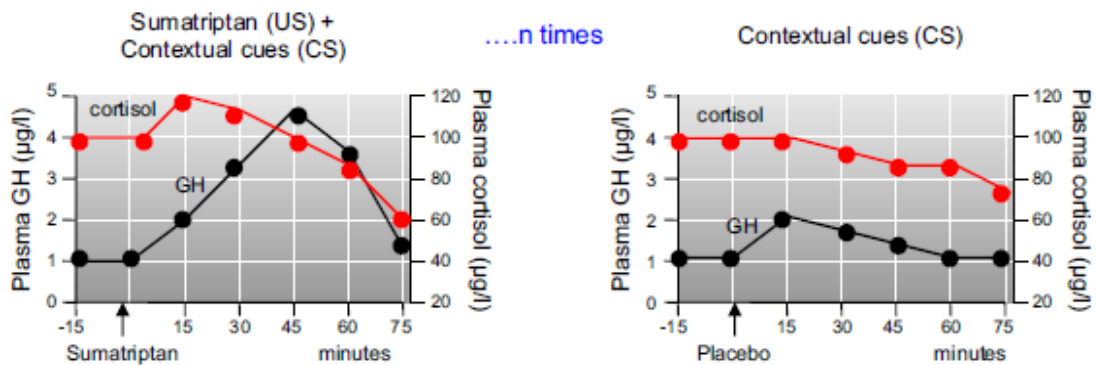 Sumatriptan (US) +
Contextual cues (CS)
....n times
Contextual cues (CS)
Plasma GH (µg/l)
5
4
3
2
1
0
cortisol
GH
120
100
80
60
40
20
Plasma cortisol (µg/l)
-15
15
30
45
60
75
Sumatriptan
minutes
Plasma GH (µg/l)
5
4
3
2
1
0
cortisol
GH
120
100
80
60
40
20
Plasma cortisol (µg/l)
-15
15
30
45
60
75
Placebo
minutes